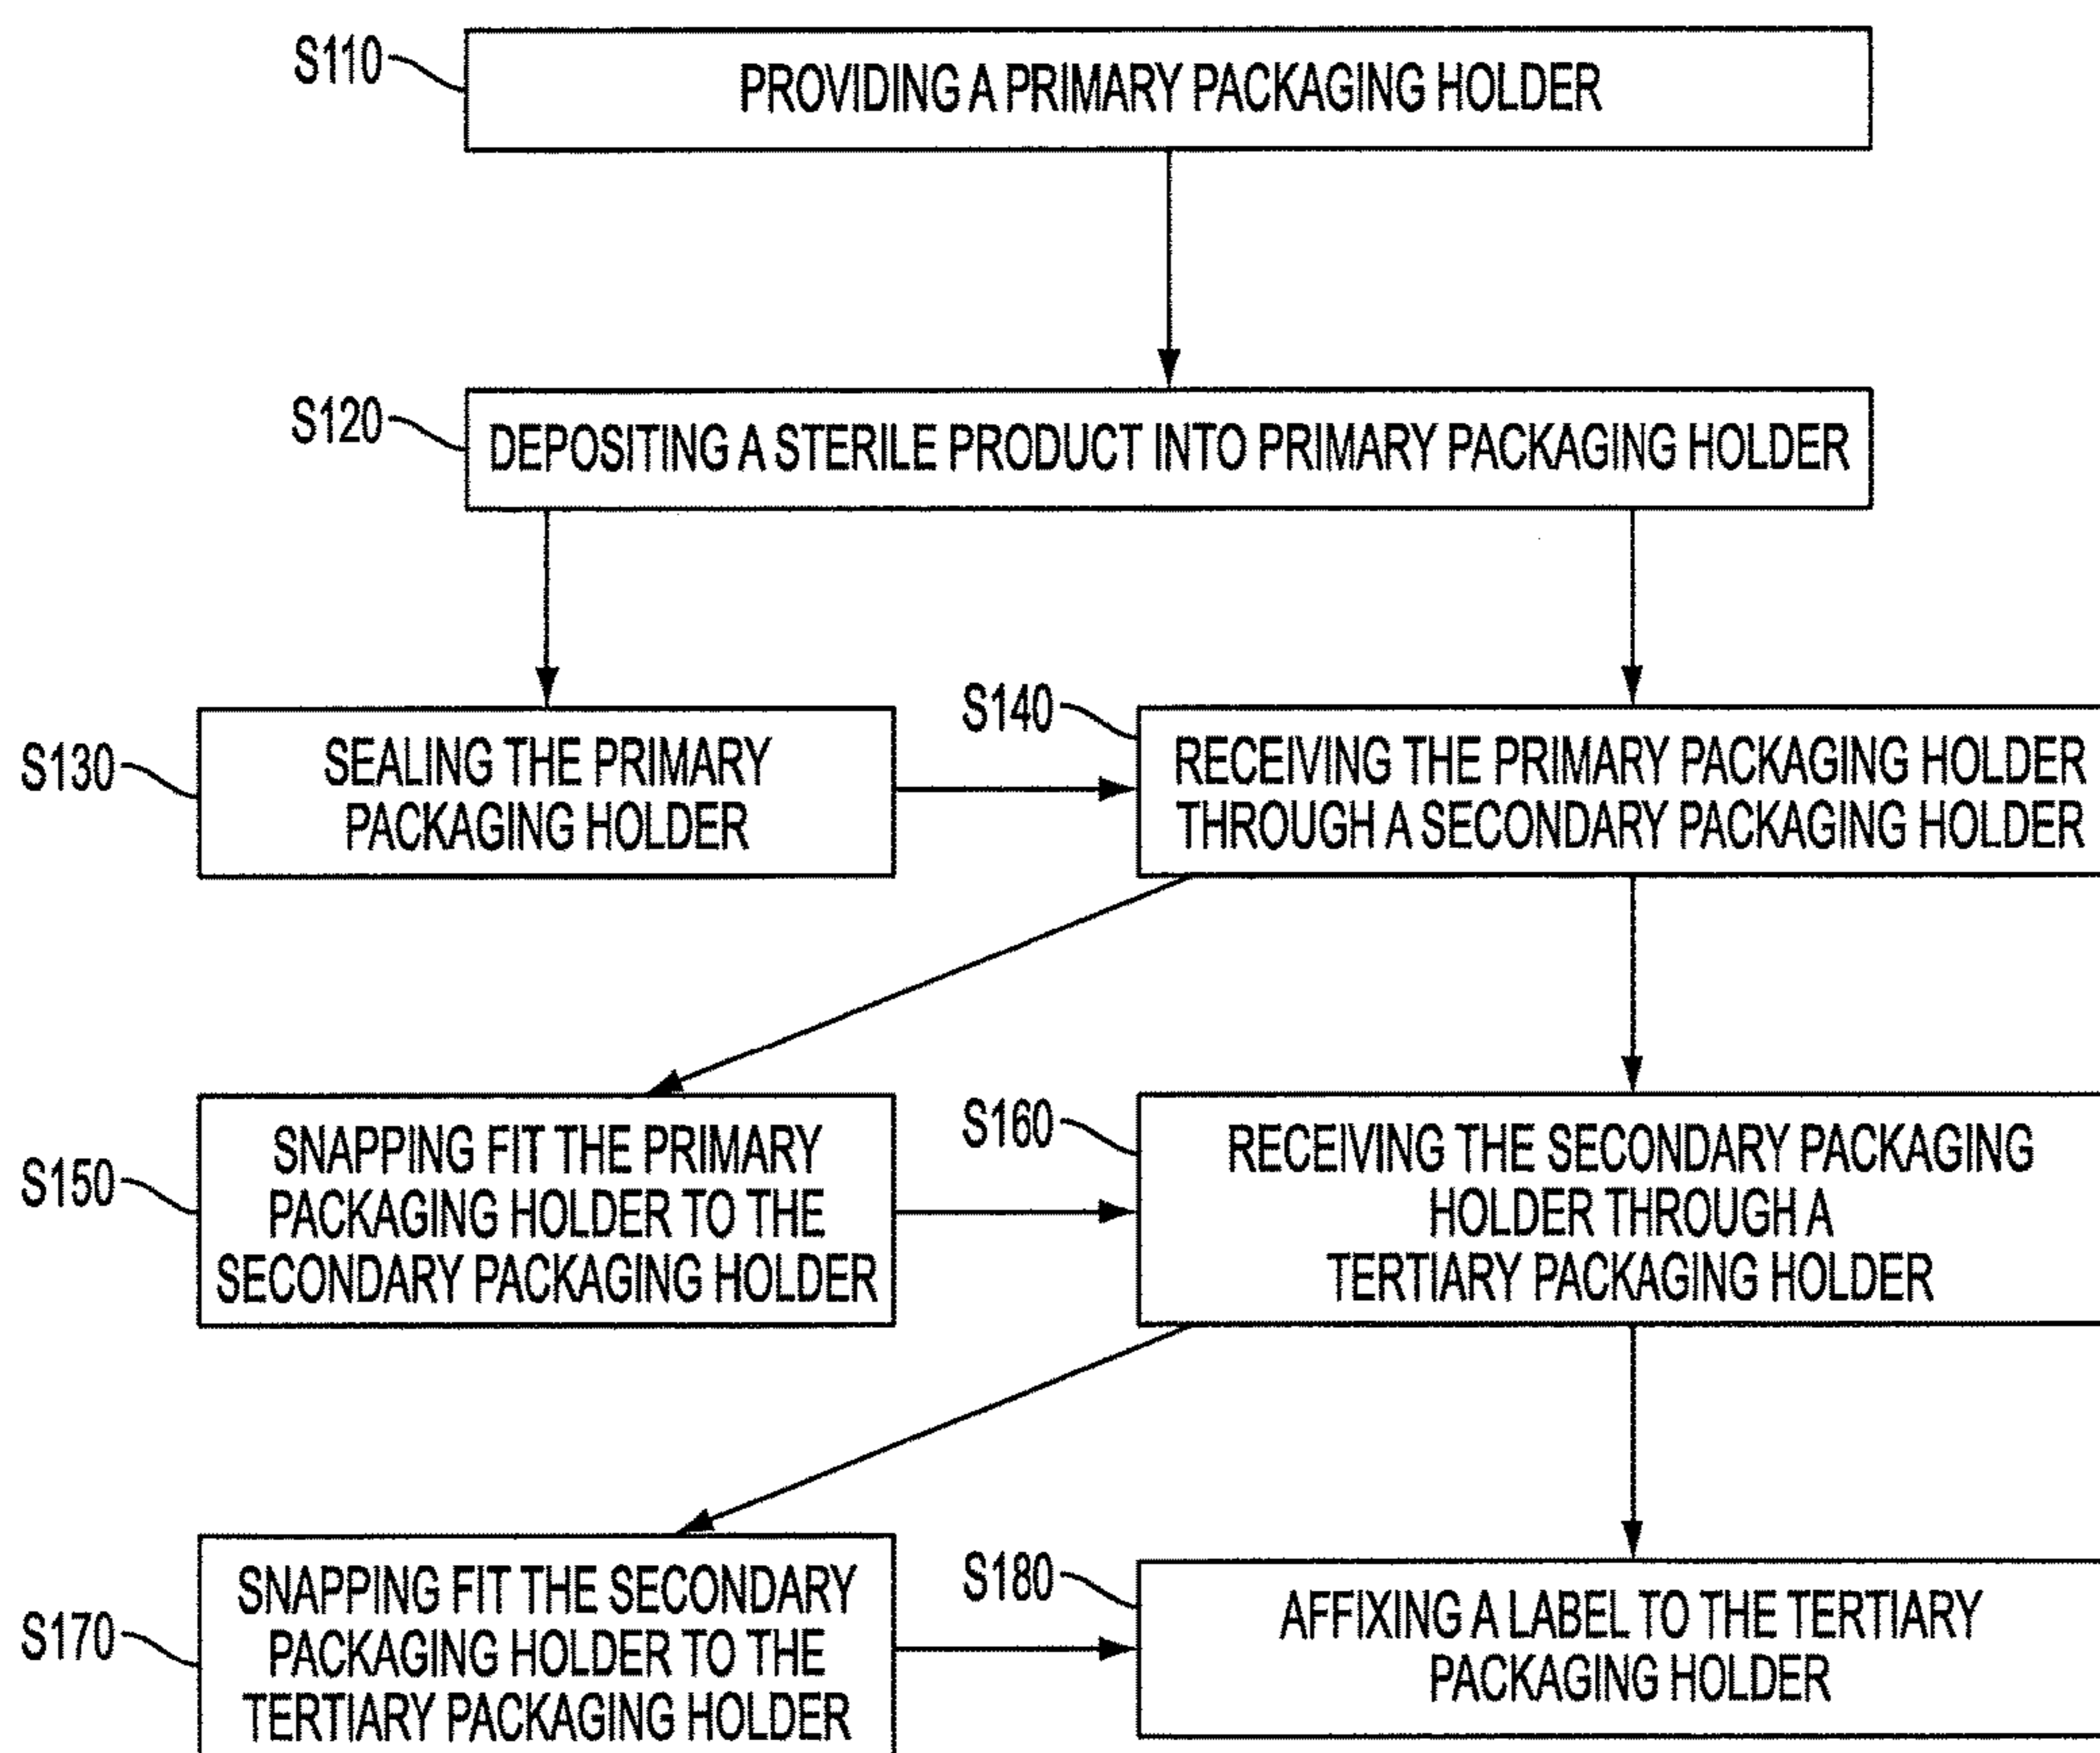 S110
PROVIDING A PRIMARY PACKAGING HOLDER
S120
DEPOSITING A STERILE PRODUCT INTO PRIMARY PACKAGING HOLDER
S130
SEALING THE PRIMARY
PACKAGING HOLDER
S140
RECEIVING THE PRIMARY PACKAGING HOLDER
THROUGH A SECONDARY PACKAGING HOLDER
S150
SNAPPING FIT THE PRIMARY
PACKAGING HOLDER TO THE
SECONDARY PACKAGING HOLDER
S160
RECEIVING THE SECONDARY PACKAGING
HOLDER THROUGH A
TERTIARY PACKAGING HOLDER
S170
SNAPPING FIT THE SECONDARY
PACKAGING HOLDER TO THE
TERTIARY PACKAGING HOLDER
S180
AFFIXING A LABEL TO THE TERTIARY
PACKAGING HOLDER